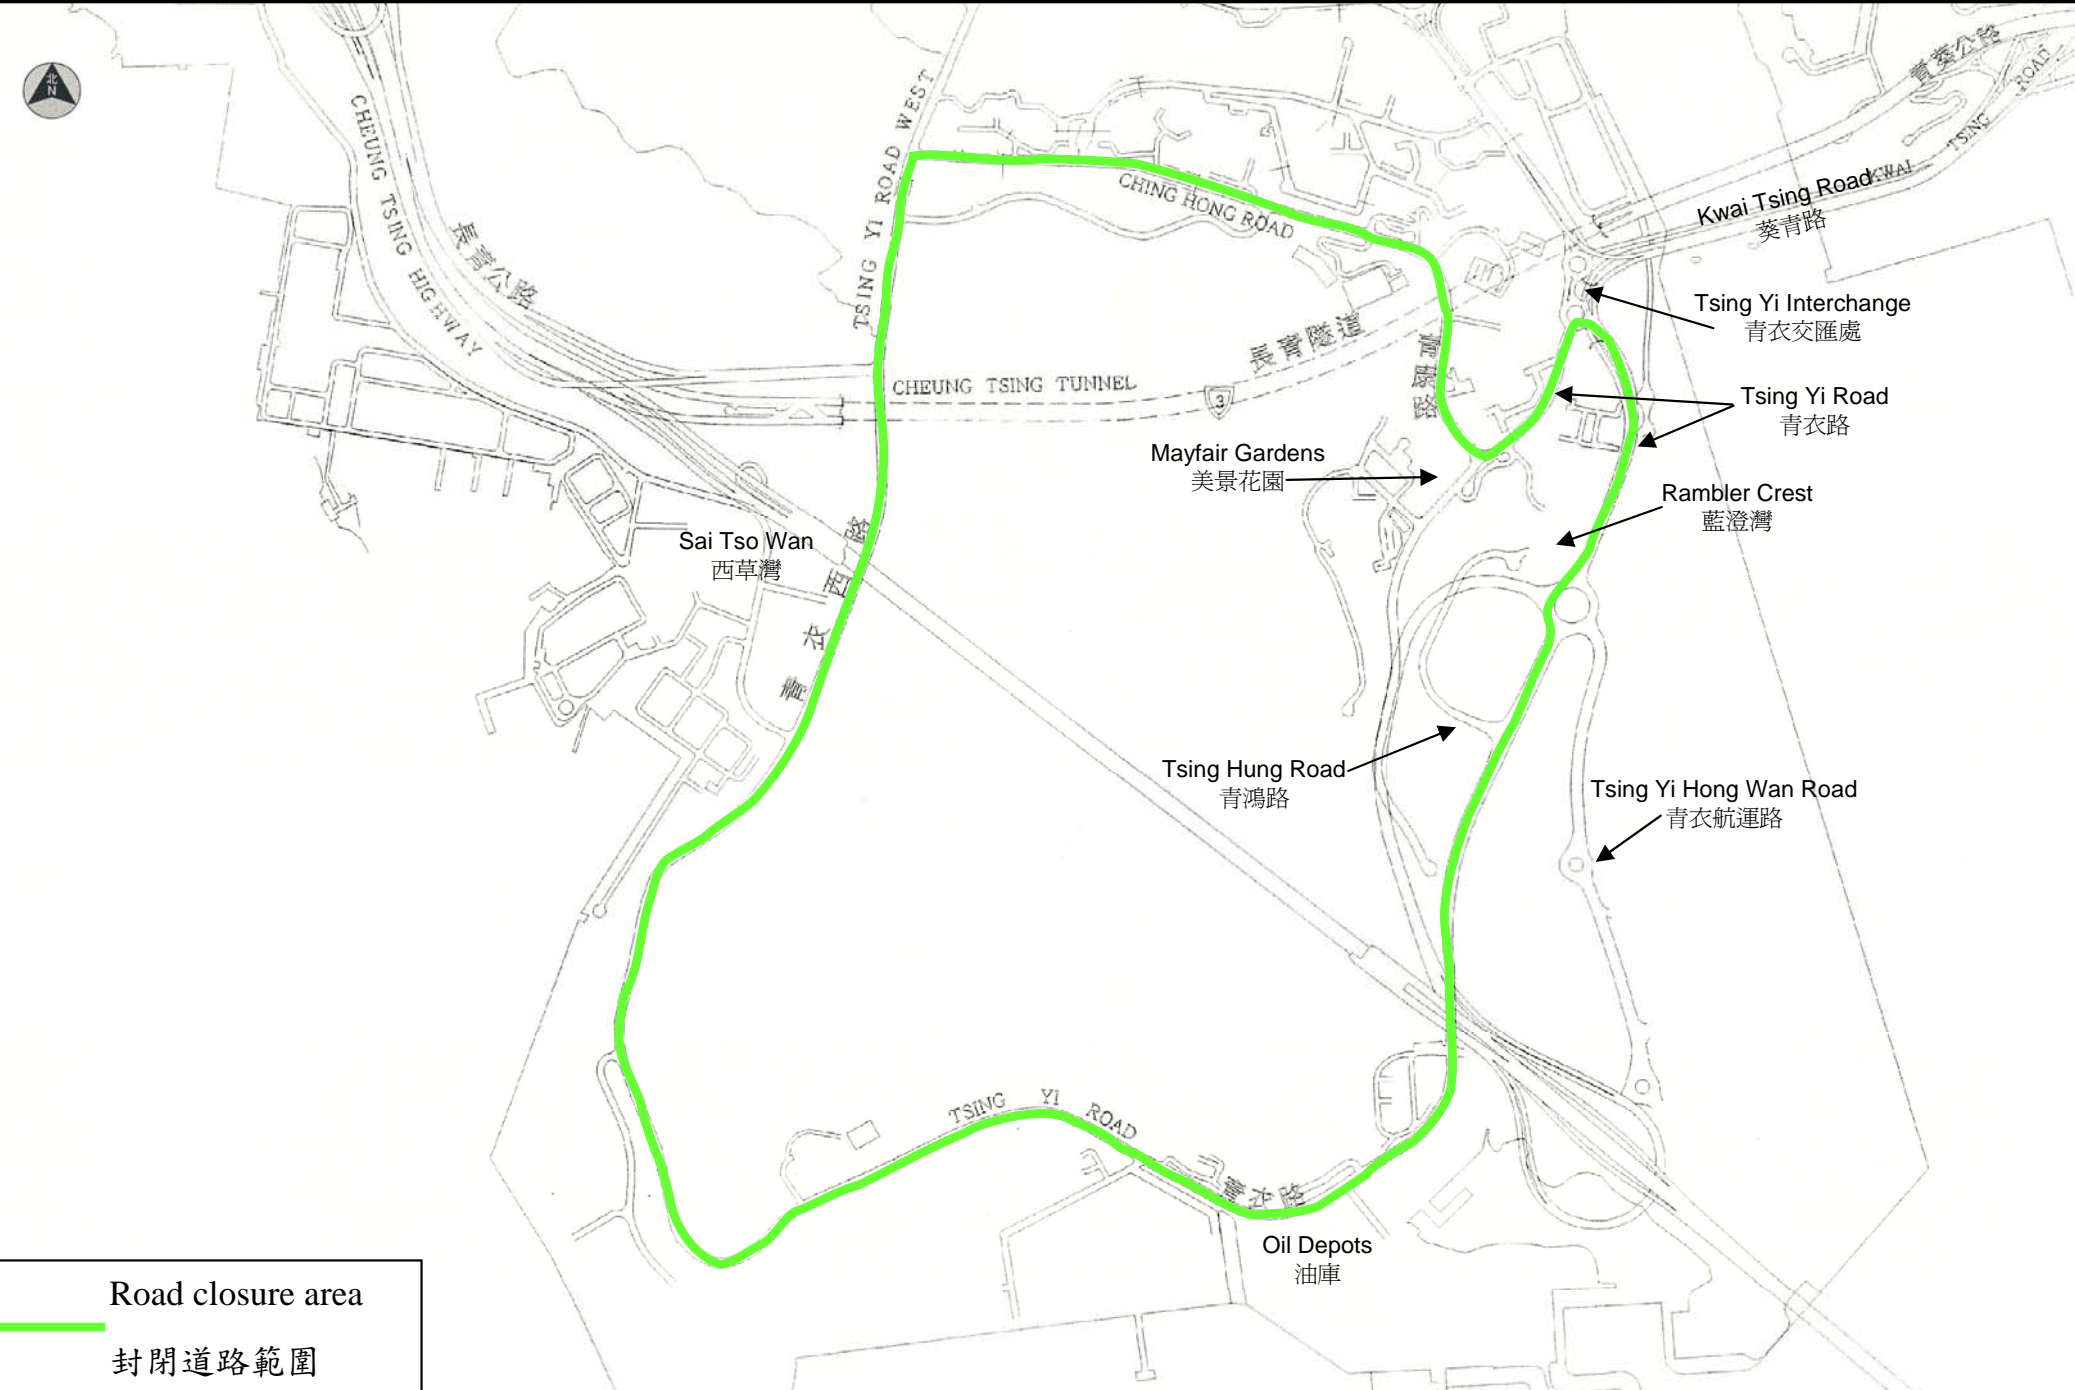 北
N
TSING YI ROAD WEST
CHEUNG TSING HIGHWAY
長青公路
CHING HONG ROAD
青葵公路
KWAI TSING ROAD
Kwai Tsing Road
葵青路
Tsing Yi Interchange
青衣交匯處
長青隧道
CHEUNG TSING TUNNEL
3
青康路
Tsing Yi Road
青衣路
Mayfair Gardens
美景花園
Rambler Crest
藍澄灣
Sai Tso Wan
西草灣
青衣西路
Tsing Hung Road
青鴻路
Tsing Yi Hong Wan Road
青衣航運路
TSING YI ROAD
青衣路
Oil Depots
油庫
Road closure area
封閉道路範圍